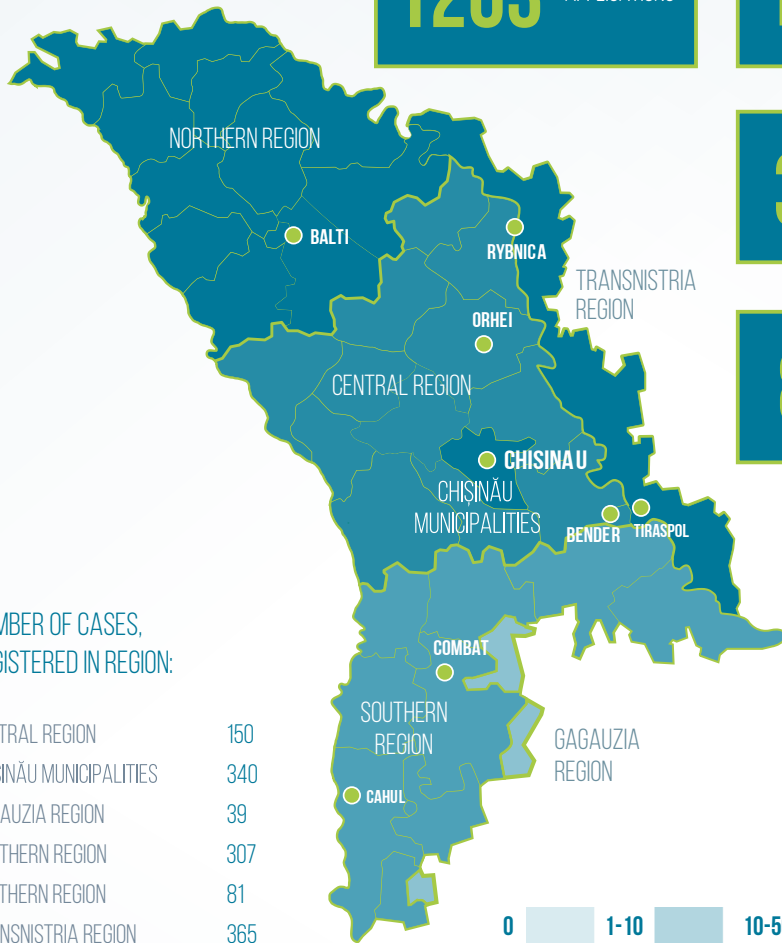 1203
NORTHERN REGION
BALTI
RYBNICA
TRANSNISTRIA
REGION
ORHEI
CENTRAL REGION
CHISINAU
CHIȘINĂU
MUNICIPALITIES
BENDER
TIRASPOL
MBER OF CASES,
GISTERED IN REGION:
COMBAT
SOUTHERN
REGION
GAGAUZIA
REGION
CAHUL
TRAL REGION 150
ȘINĂU MUNICIPALITIES 340
AUZIA REGION 39
THERN REGION 307
THERN REGION 81
NSNISTRIA REGION 365
0 1-10 10-5